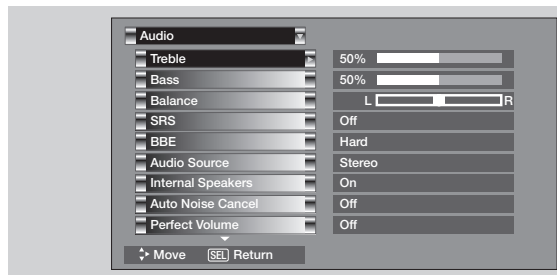 Audio
Treble 50%
Bass 50%
Balance L R
SRS Off
BBE Hard
Audio Source Stereo
Internal Speakers On
Auto Noise Cancel Off
Perfect Volume Off
Move SEL Return